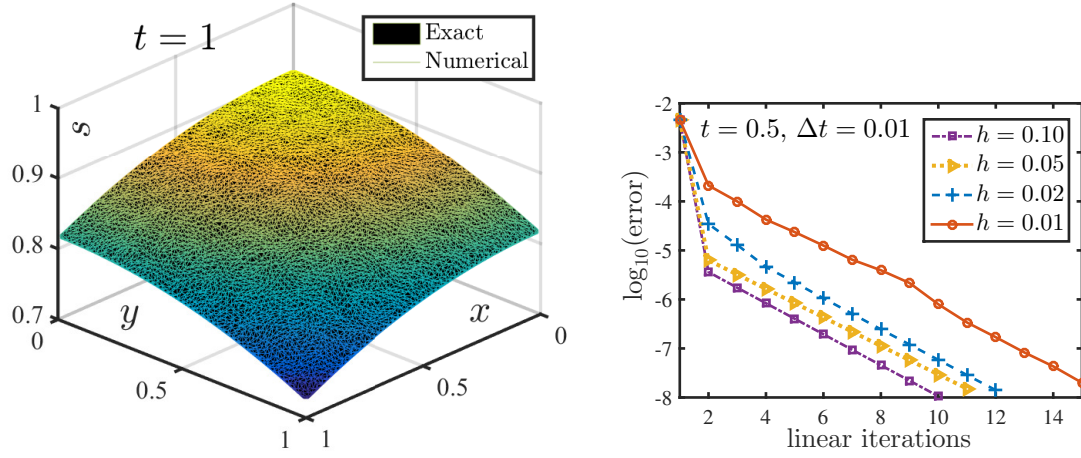 t = 1
Exact
Numerical
1
0.9
0.8
0.7
s
0
0.5
1
y
1
0.5
0
x
t = 0.5, Δt = 0.01
h = 0.10
h = 0.05
h = 0.02
h = 0.01
-2
-3
-4
-5
-6
-7
-8
log₁₀(error)
2 4 6 8 10 12 14
linear iterations